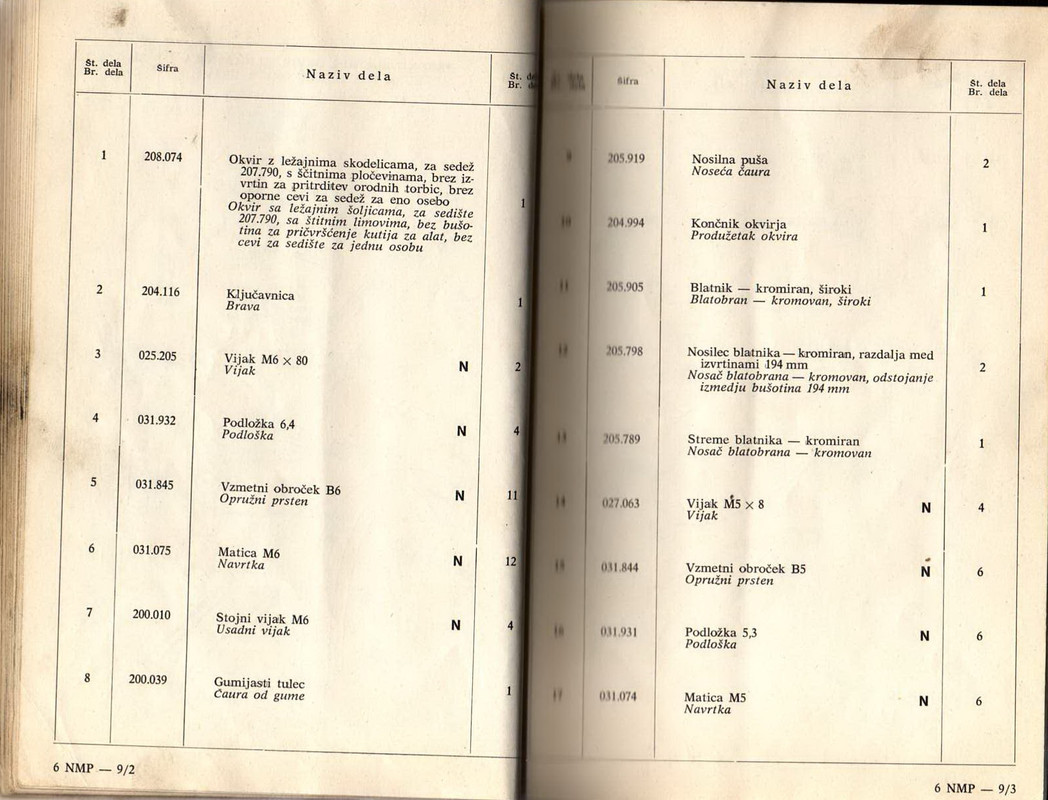 Št. dela
Br. dela
Šifra
Naziv dela
Št.
Br.
1
208.074
Okvir z ležajnima skodelicama, za sedež
207.790, s ščitnima pločevinama, brez iz-
vrtin za pritrditev orodnih torbic, brez
oporne cevi za sedež za eno osebo
Okvir sa ležajnim šoljicama, za sedište
207.790, sa štitnim limovima, bez bušo-
tina za pričvršćenje kutija za alat, bez
cevi za sedište za jednu osobu
1
2
204.116
Ključavnica
Brava
1
3
025.205
Vijak M6 × 80
Vijak
N
2
4
031.932
Podložka 6,4
Podloška
N
4
5
031.845
Vzmetni obroček B6
Opružni prsten
N
11
6
031.075
Matica M6
Navrtka
N
12
7
200.010
Stojni vijak M6
Usadni vijak
N
4
8
200.039
Gumijasti tulec
Čaura od gume
1
6 NMP — 9/2
Šifra
Naziv dela
Št. dela
Br. dela
9
205.919
Nosilna puša
Noseća čaura
2
10
204.994
Končnik okvirja
Produžetak okvira
1
11
205.905
Blatnik — kromiran, široki
Blatobran — kromovan, široki
1
205.798
Nosilec blatnika — kromiran, razdalja med
izvrtinami 194 mm
Nosač blatobrana — kromovan, odstojanje
izmedju bušotina 194 mm
2
205.789
Streme blatnika — kromiran
Nosač blatobrana — kromovan
1
14
027.063
Vijak M5 × 8
Vijak
N
4
031.844
Vzmetni obroček B5
Opružni prsten
N
6
031.931
Podložka 5,3
Podloška
N
6
17
031.074
Matica M5
Navrtka
N
6
6 NMP — 9/3